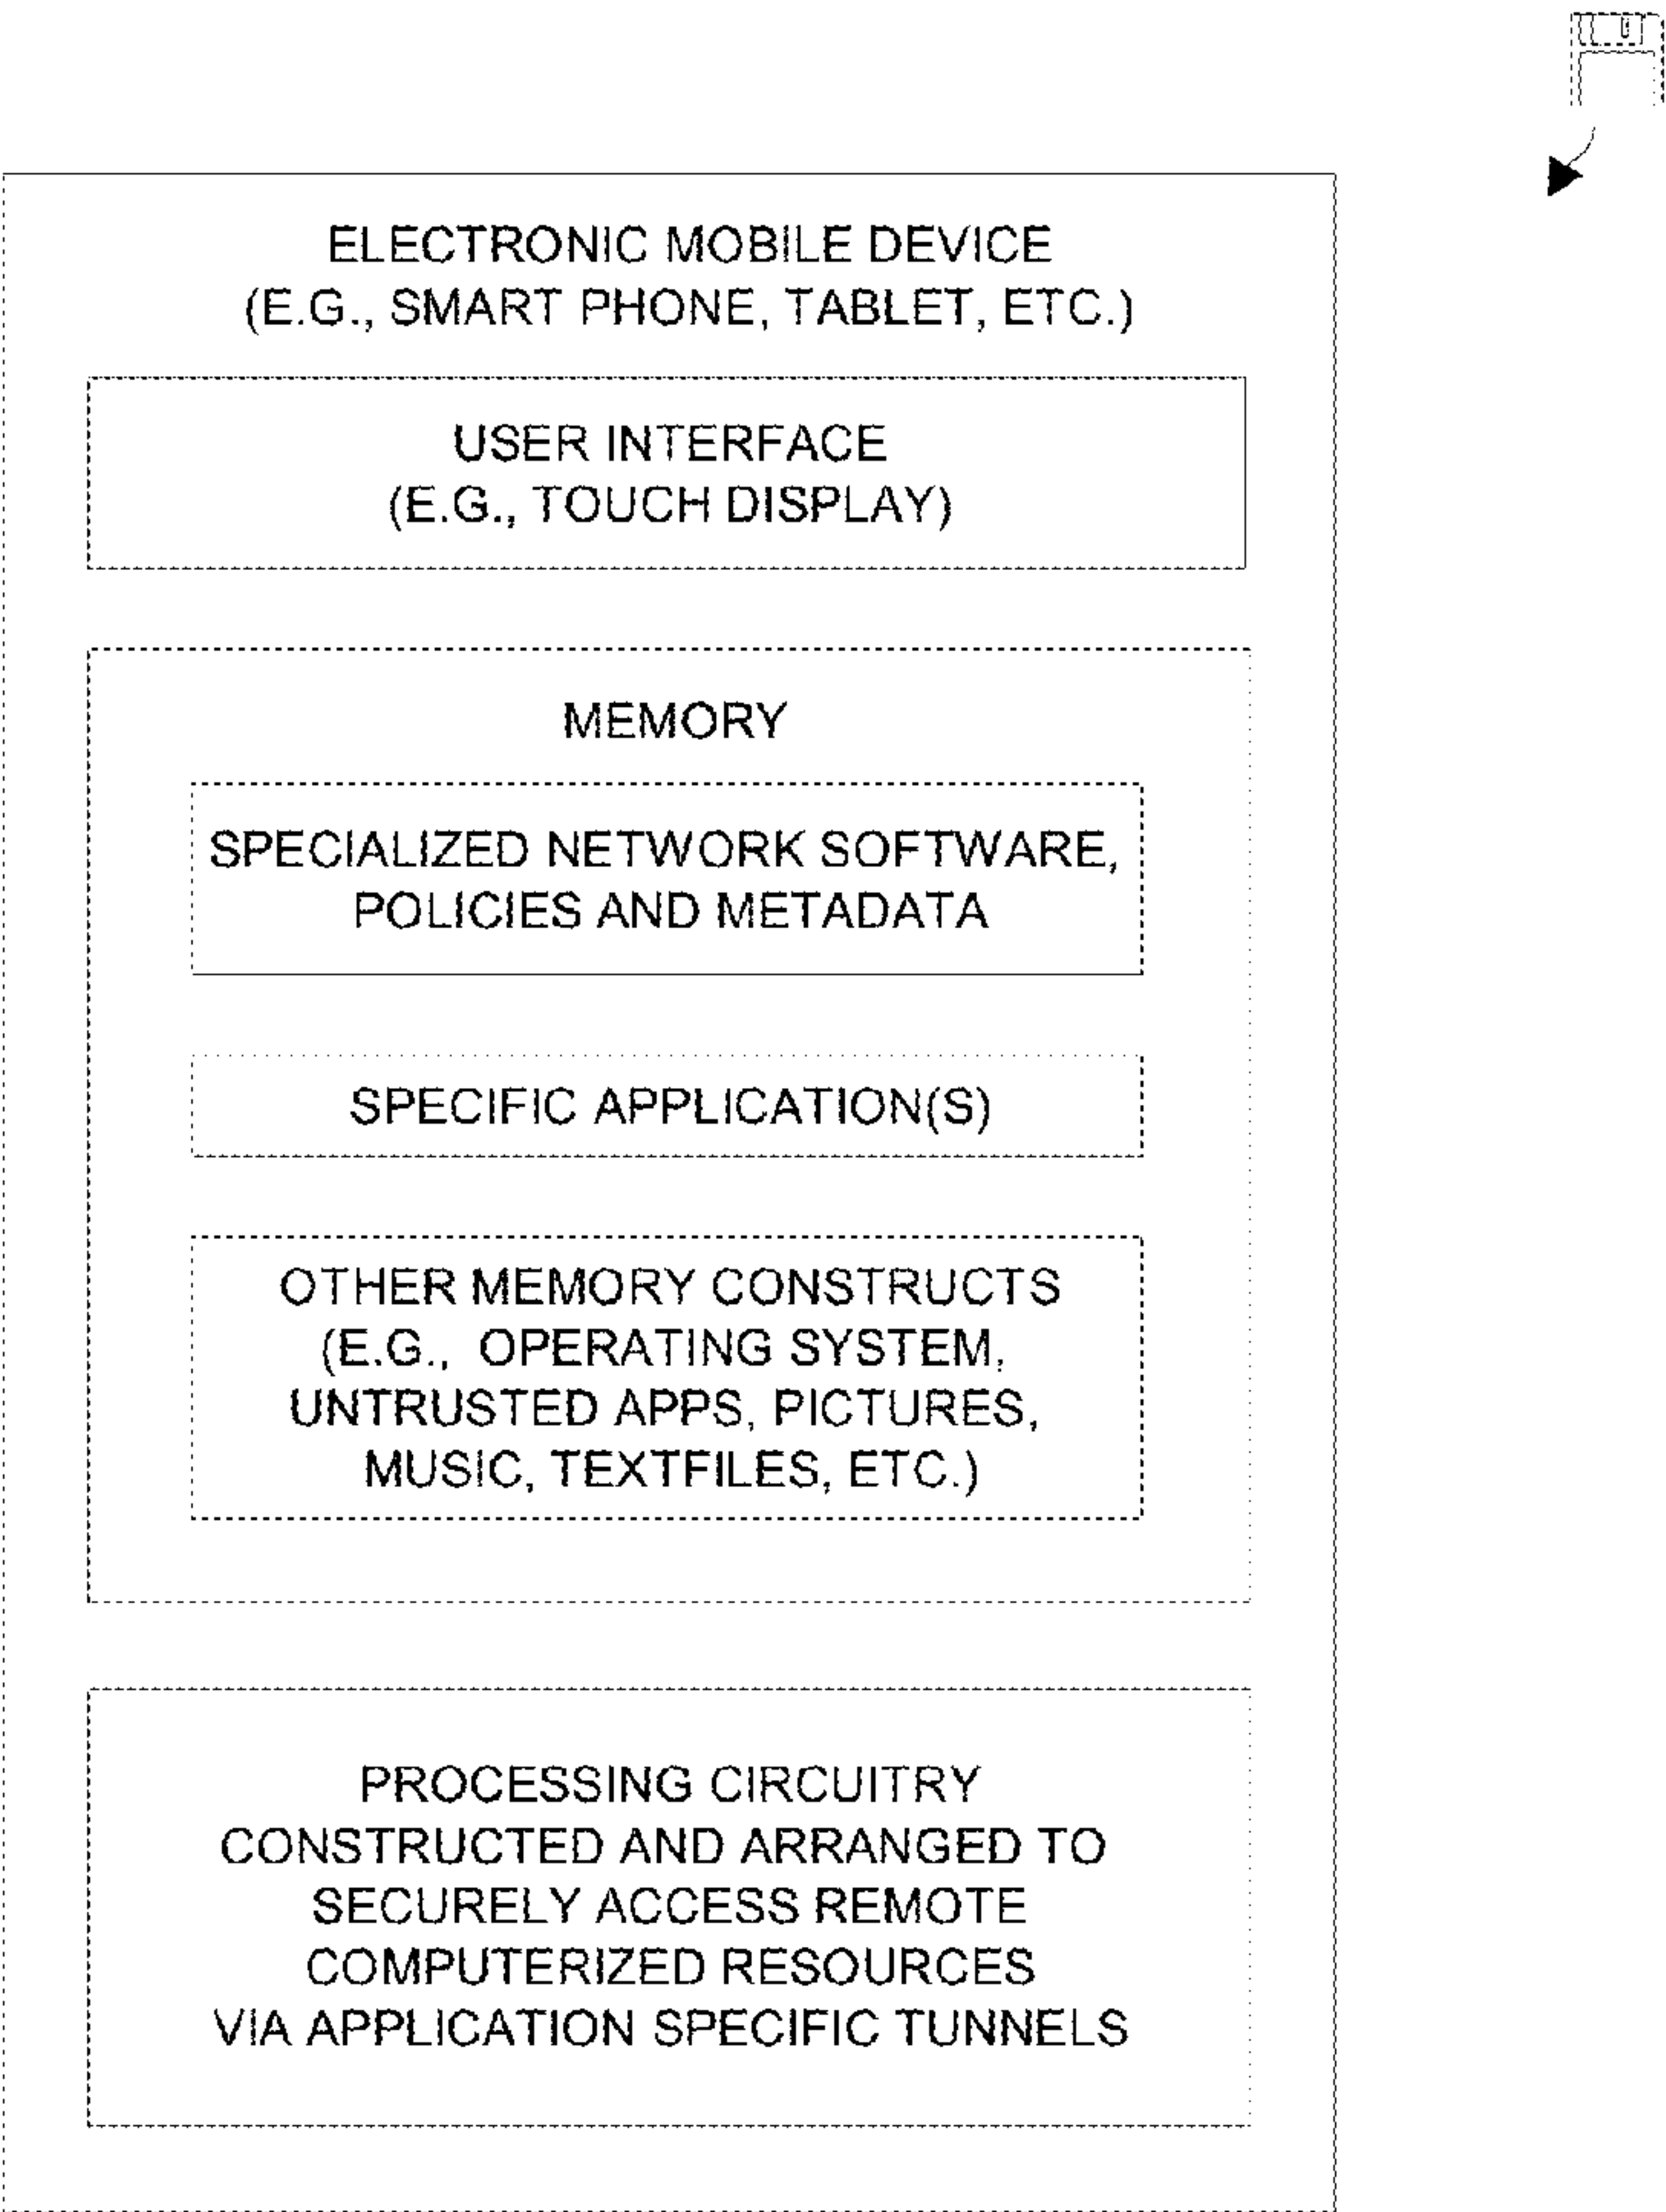 ELECTRONIC MOBILE DEVICE
(E.G., SMART PHONE, TABLET, ETC.)
USER INTERFACE
(E.G., TOUCH DISPLAY)
MEMORY
SPECIALIZED NETWORK SOFTWARE,
POLICIES AND METADATA
SPECIFIC APPLICATION(S)
OTHER MEMORY CONSTRUCTS
(E.G., OPERATING SYSTEM,
UNTRUSTED APPS, PICTURES,
MUSIC, TEXTFILES, ETC.)
PROCESSING CIRCUITRY
CONSTRUCTED AND ARRANGED TO
SECURELY ACCESS REMOTE
COMPUTERIZED RESOURCES
VIA APPLICATION SPECIFIC TUNNELS